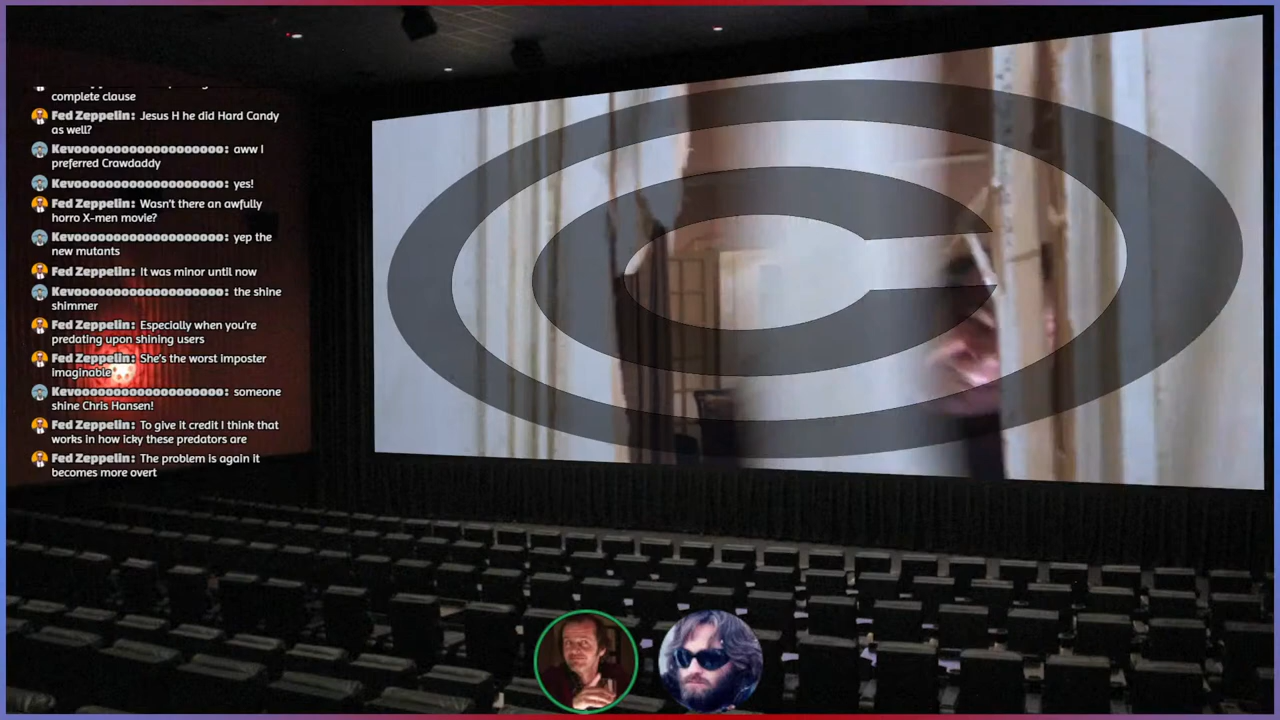 complete clause
Fed Zeppelin: Jesus H he did Hard Candy
as well?
Kevooooooooooooooooooo: aww I
preferred Crawdaddy
Kevooooooooooooooooooo: yes!
Fed Zeppelin: Wasn't there an awfully
horro X-men movie?
Kevooooooooooooooooooo: yep the
new mutants
Fed Zeppelin: It was minor until now
Kevooooooooooooooooooo: the shine
shimmer
Fed Zeppelin: Especially when you're
predating upon shining users
Fed Zeppelin: She's the worst imposter
imaginable
Kevooooooooooooooooooo: someone
shine Chris Hansen!
Fed Zeppelin: To give it credit I think that
works in how icky these predators are
Fed Zeppelin: The problem is again it
becomes more overt